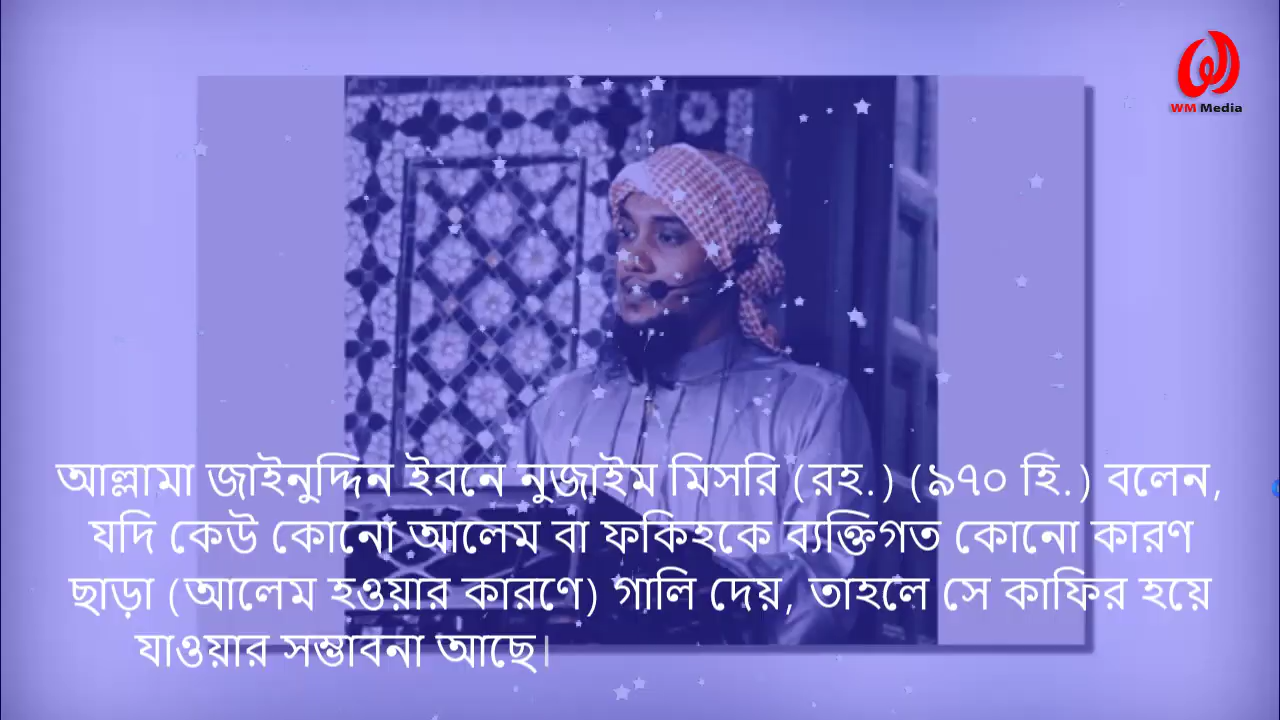 WM Media
আল্লামা জাইনুদ্দিন ইবনে নুজাইম মিসরি (রহ.) (৯৭০ হি.) বলেন,
যদি কেউ কোনো আলেম বা ফকিহকে ব্যক্তিগত কোনো কারণ
ছাড়া (আলেম হওয়ার কারণে) গালি দেয়, তাহলে সে কাফির হয়ে
যাওয়ার সম্ভাবনা আছে।